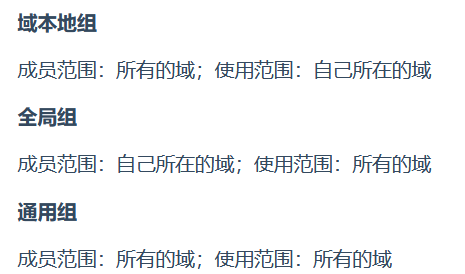 域本地组
成员范围：所有的域；使用范围：自己所在的域
全局组
成员范围：自己所在的域；使用范围：所有的域
通用组
成员范围：所有的域；使用范围：所有的域